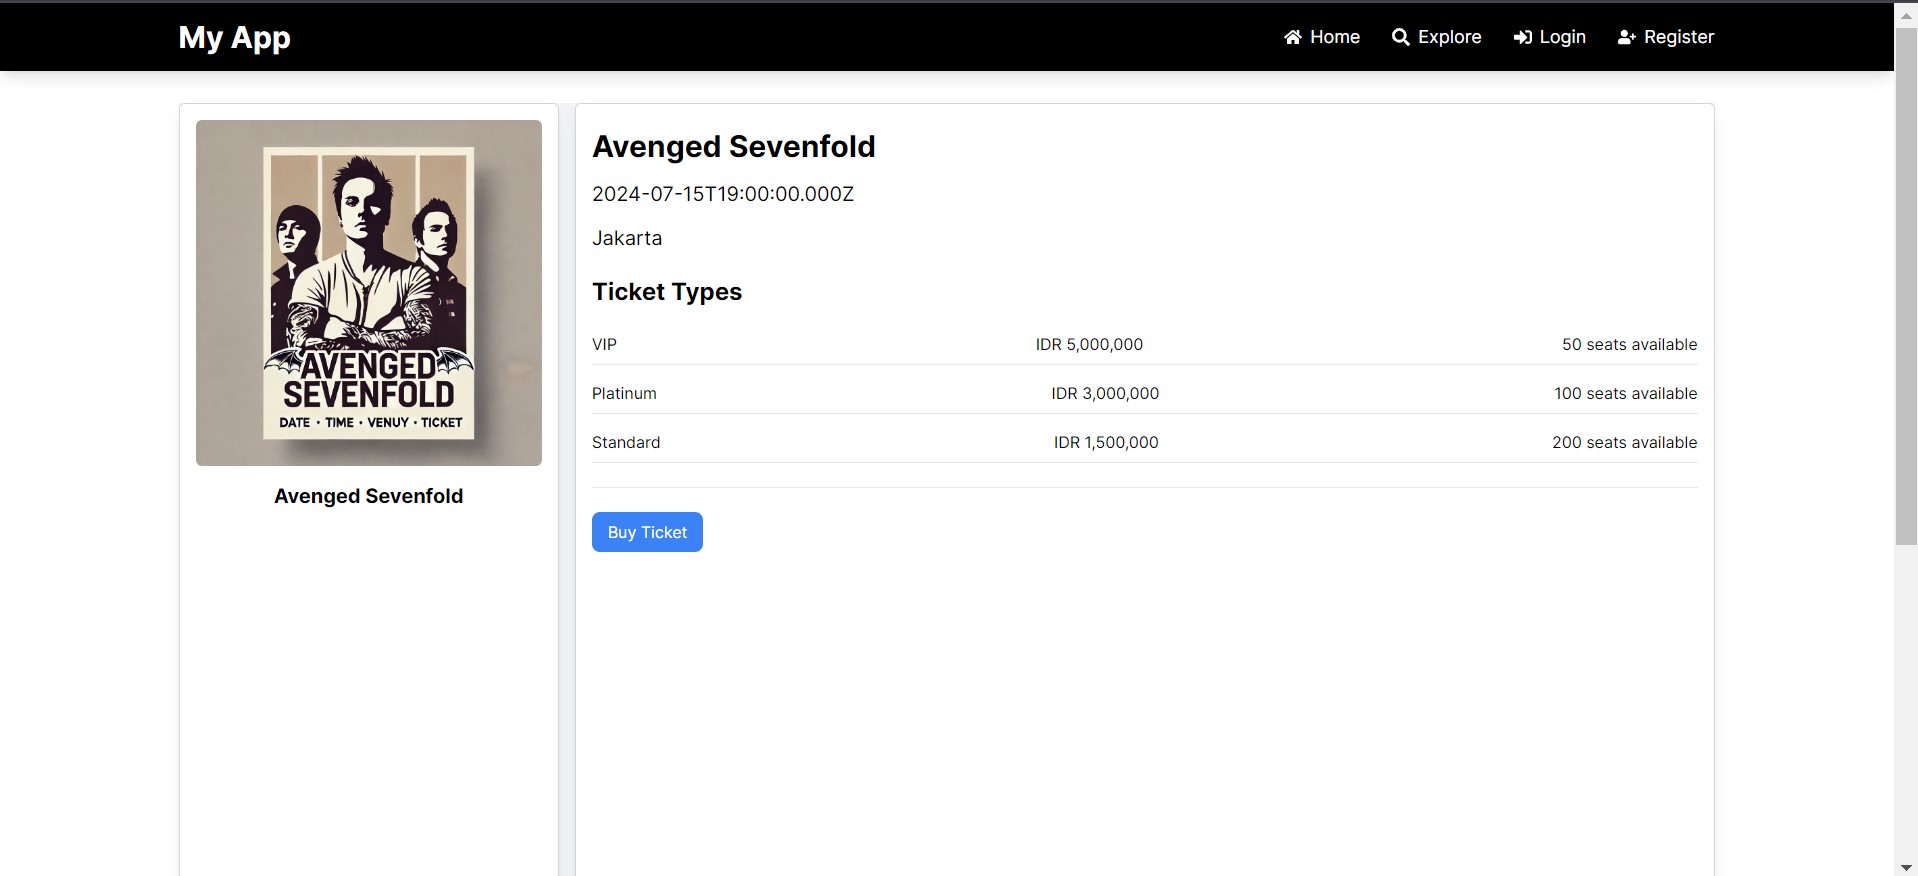 My App
Home
Explore
Login
Register
AVENGED
SEVENFOLD
DATE · TIME · VENUY · TICKET
Avenged Sevenfold
Avenged Sevenfold
2024-07-15T19:00:00.000Z
Jakarta
Ticket Types
VIP IDR 5,000,000 50 seats available
Platinum IDR 3,000,000 100 seats available
Standard IDR 1,500,000 200 seats available
Buy Ticket